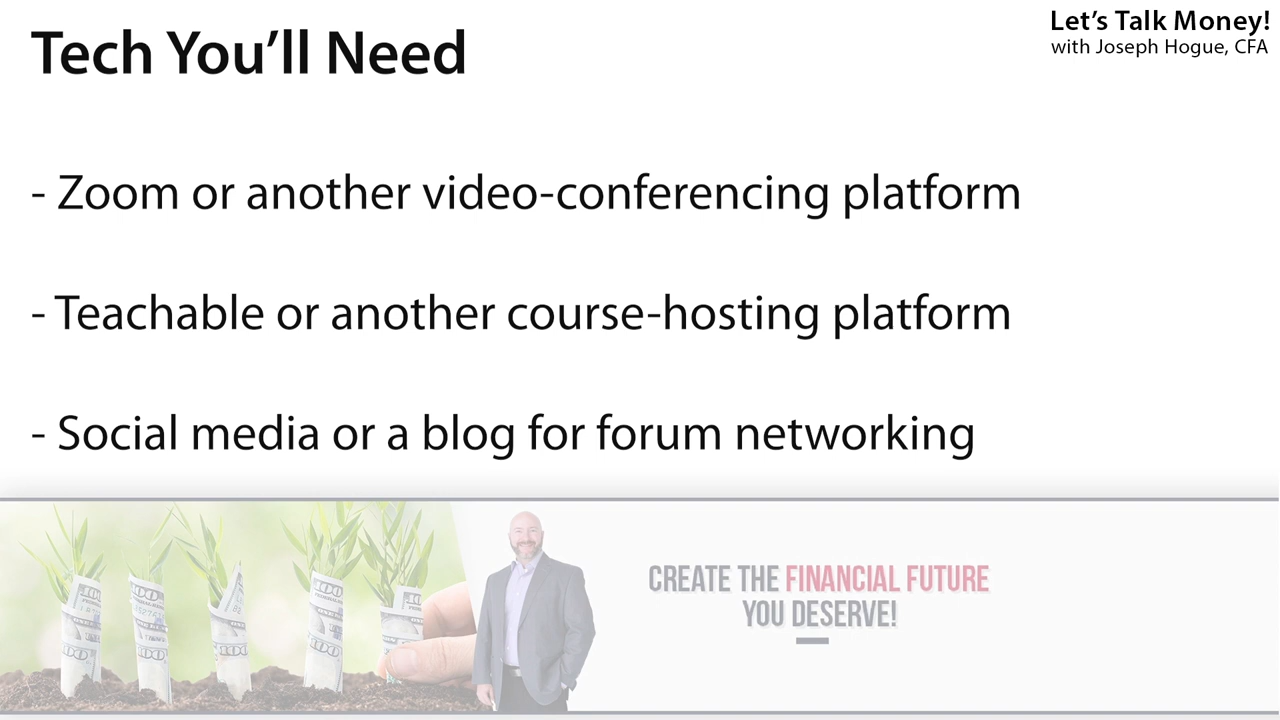 Tech You'll Need
Let's Talk Money!
with Joseph Hogue, CFA
- Zoom or another video-conferencing platform
- Teachable or another course-hosting platform
- Social media or a blog for forum networking
CREATE THE FINANCIAL FUTURE
YOU DESERVE!